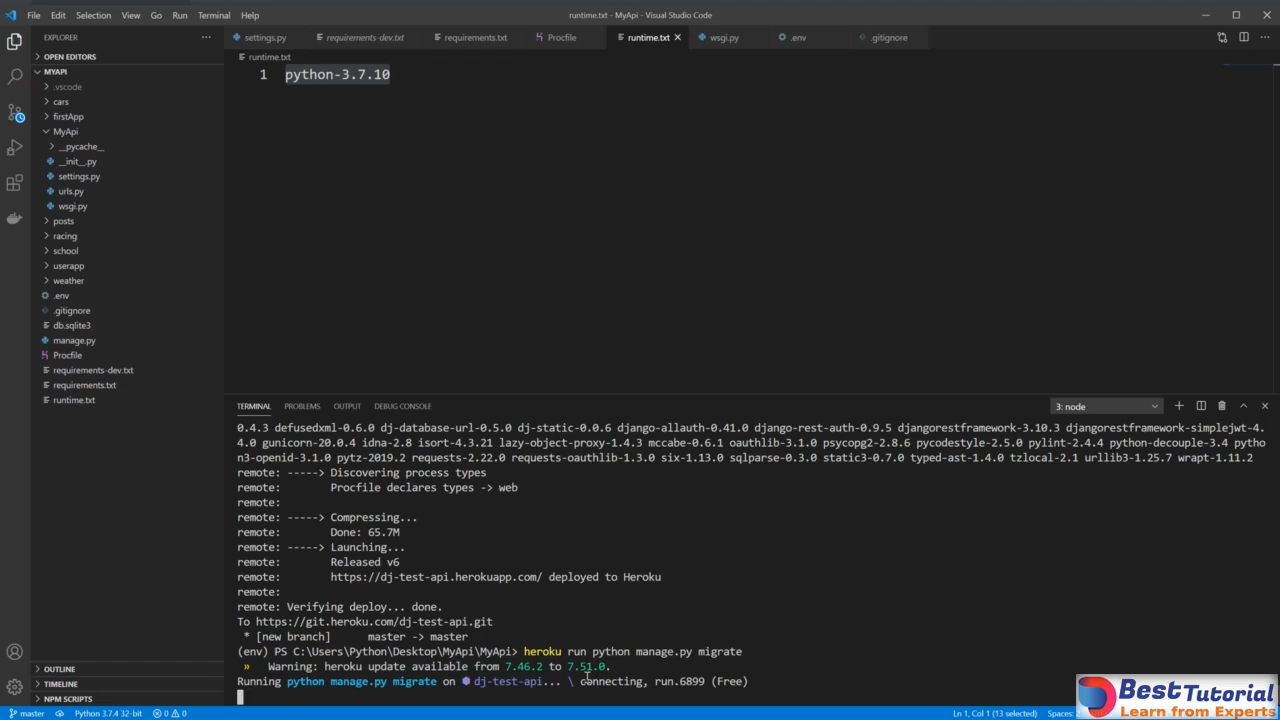 File Edit Selection View Go Run Terminal Help
runtime.txt - MyApi - Visual Studio Code
EXPLORER
settings.py requirements-dev.txt requirements.txt Procfile runtime.txt wsgi.py .env .gitignore
OPEN EDITORS
MYAPI
.vscode
cars
firstApp
MyApi
__pycache__
__init__.py
settings.py
urls.py
wsgi.py
posts
racing
school
userapp
weather
.env
.gitignore
db.sqlite3
manage.py
Procfile
requirements-dev.txt
requirements.txt
runtime.txt
OUTLINE
TIMELINE
NPM SCRIPTS
runtime.txt
1 python-3.7.10
TERMINAL PROBLEMS OUTPUT DEBUG CONSOLE
3: node
0.4.3 defusedxml-0.6.0 dj-database-url-0.5.0 dj-static-0.0.6 django-allauth-0.41.0 django-rest-auth-0.9.5 djangorestframework-3.10.3 djangorestframework-simplejwt-4.
4.0 gunicorn-20.0.4 idna-2.8 isort-4.3.21 lazy-object-proxy-1.4.3 mccabe-0.6.1 oauthlib-3.1.0 psycopg2-2.8.6 pycodestyle-2.5.0 pylint-2.4.4 python-decouple-3.4 pytho
n3-openid-3.1.0 pytz-2019.2 requests-2.22.0 requests-oauthlib-1.3.0 six-1.13.0 sqlparse-0.3.0 static3-0.7.0 typed-ast-1.4.0 tzlocal-2.1 urllib3-1.25.7 wrapt-1.11.2
remote: -----> Discovering process types
remote: Procfile declares types -> web
remote:
remote: -----> Compressing...
remote: Done: 65.7M
remote: -----> Launching...
remote: Released v6
remote: https://dj-test-api.herokuapp.com/ deployed to Heroku
remote:
remote: Verifying deploy... done.
To https://git.heroku.com/dj-test-api.git
* [new branch] master -> master
(env) PS C:\Users\Python\Desktop\MyApi\MyApi> heroku run python manage.py migrate
» Warning: heroku update available from 7.46.2 to 7.51.0.
Running python manage.py migrate on ⬢ dj-test-api... \ connecting, run.6899 (Free)
master Python 3.7.4 32-bit 0 0
Ln 1, Col 1 (13 selected) Spaces:
BestTutorial
Learn from Experts